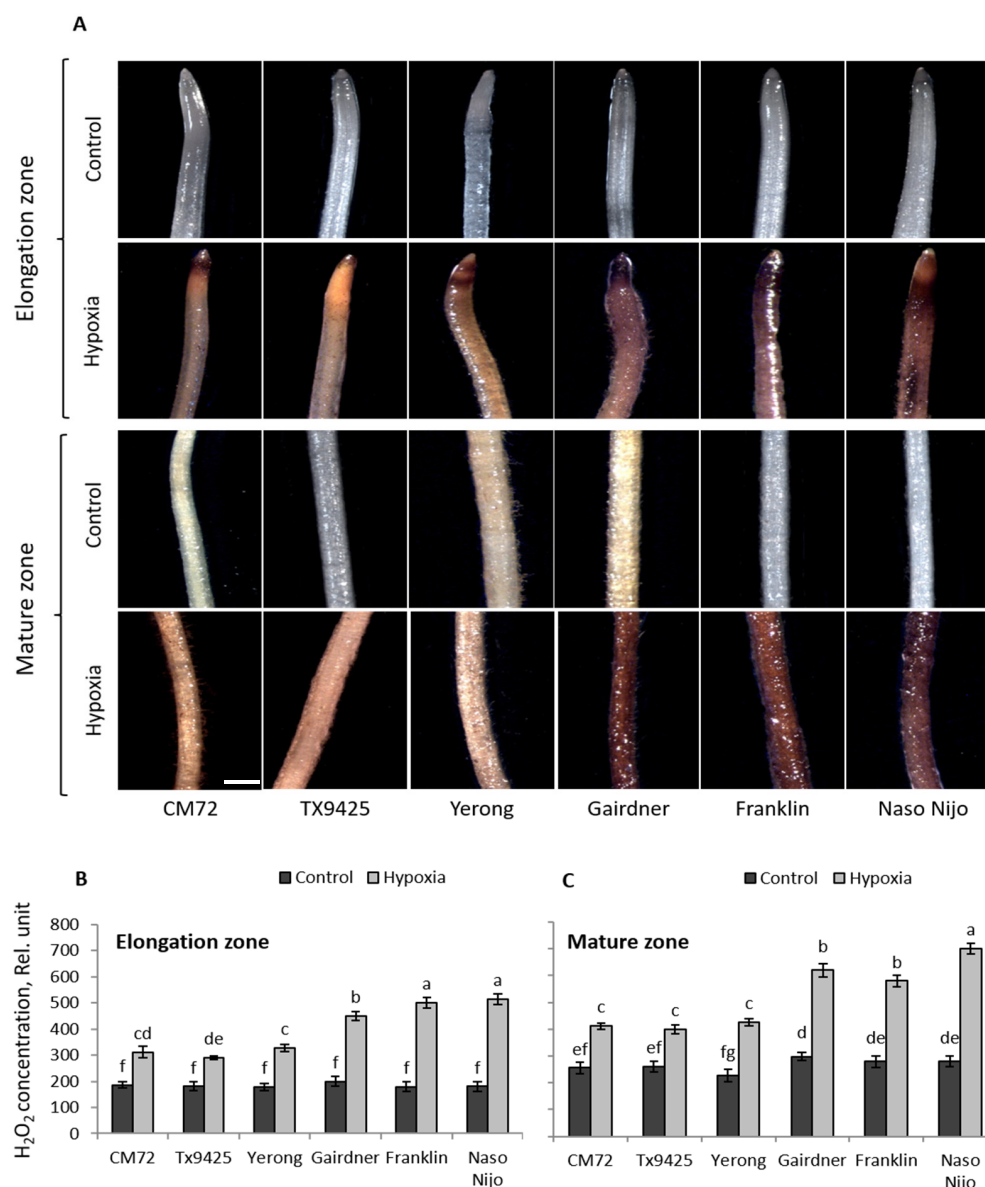 A
Elongation zone
Control
Hypoxia
Mature zone
Control
Hypoxia
CM72 TX9425 Yerong Gairdner Franklin Naso Nijo
B
Control Hypoxia
H₂O₂ concentration, Rel. unit
Elongation zone
800
700
600
500
400
300
200
100
0
f cd f de f c f b f a f a
CM72 Tx9425 Yerong Gairdner Franklin Naso
Nijo
C
Control Hypoxia
Mature zone
ef c ef c fg c d b de b de a
CM72 Tx9425 Yerong Gairdner Franklin Naso
Nijo